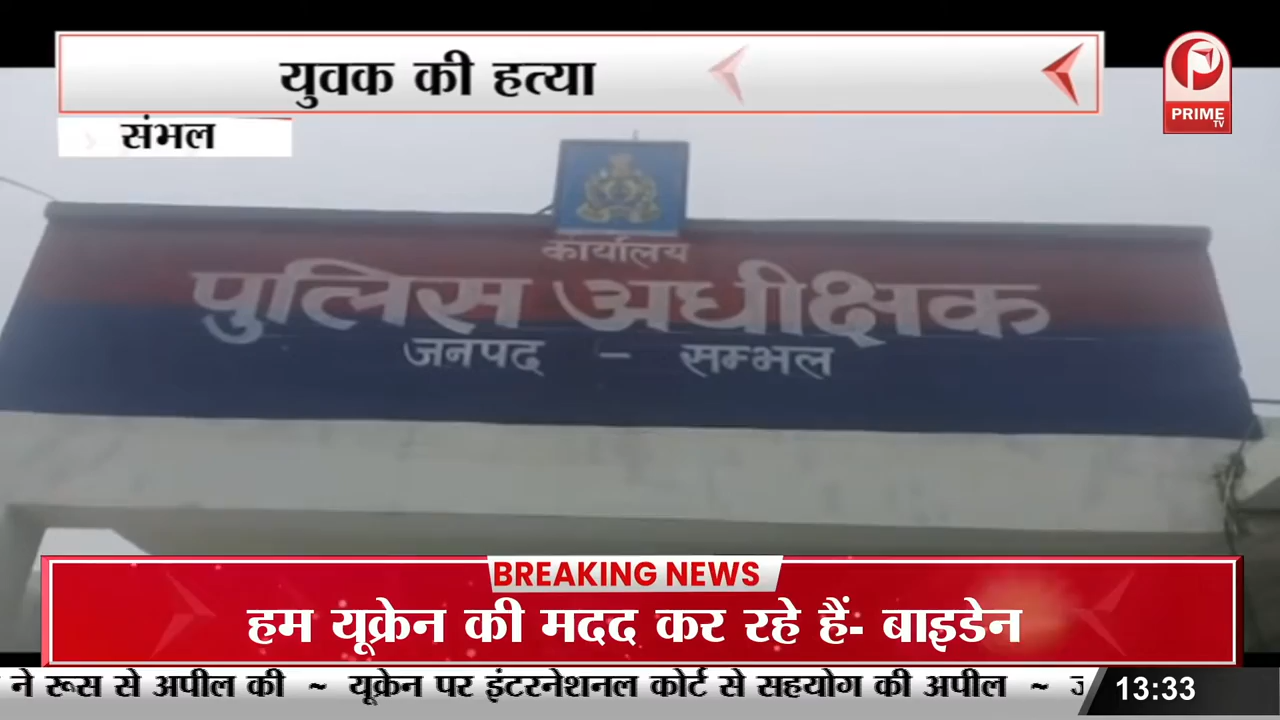 युवक की हत्या
संभल
PRIME
TV
कार्यालय
पुलिस अधीक्षक
जनपद - सम्भल
BREAKING NEWS
हम यूक्रेन की मदद कर रहे हैं- बाइडेन
ने रूस से अपील की ~ यूक्रेन पर इंटरनेशनल कोर्ट से सहयोग की अपील ~
13:33